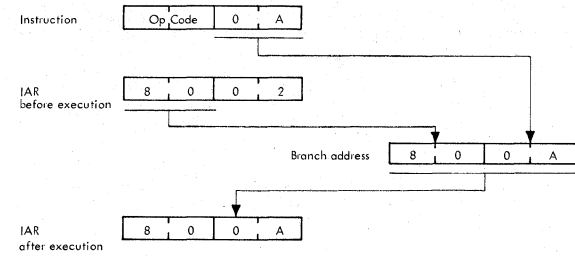 Instruction
Op Code 0 A
IAR
before execution
8 0 0 2
Branch address
8 0 0 A
IAR
after execution
8 0 0 A